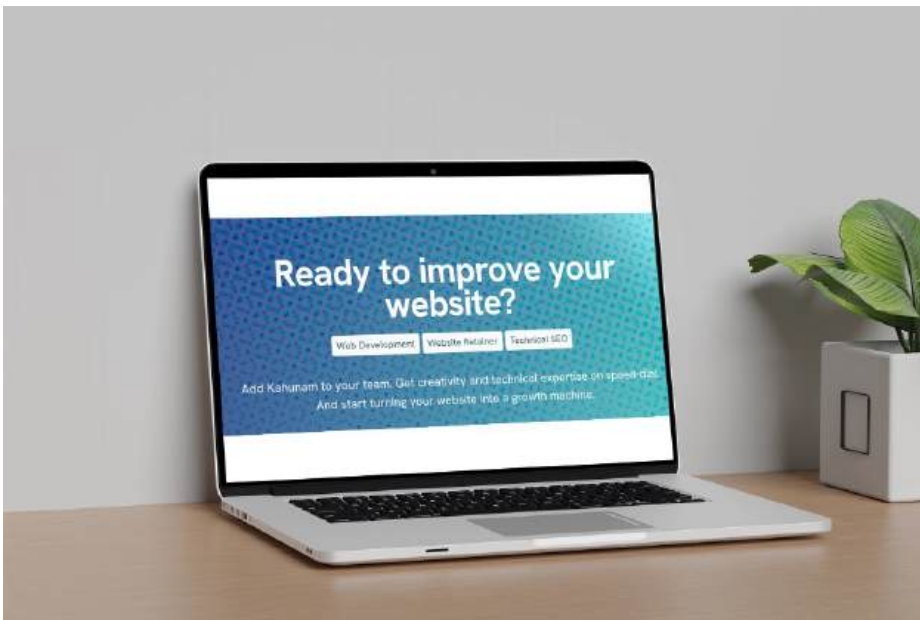 Ready to improve your
website?
Web Development Website Retainer Technical SEO
Add Kahunam to your team. Get creativity and technical expertise on speed-dial.
And start turning your website into a growth machine.